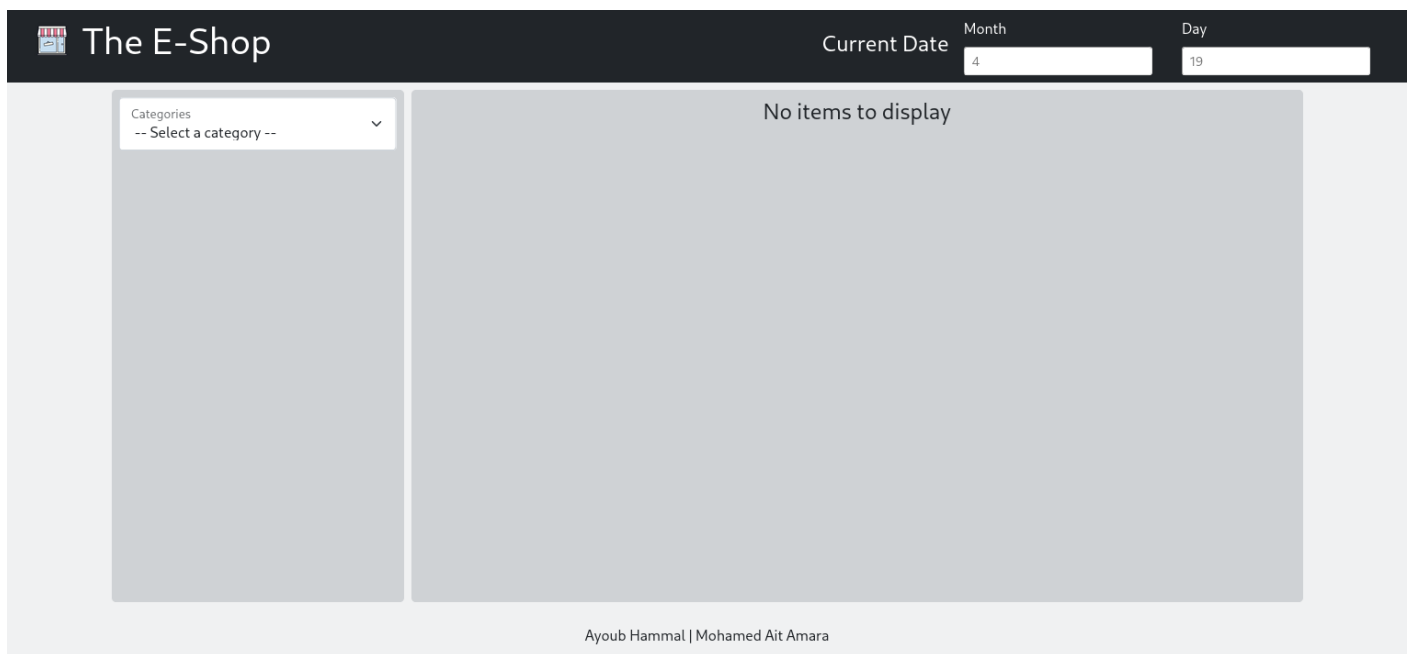 The E-Shop
Current Date
Month
4
Day
19
Categories
-- Select a category --
No items to display
Ayoub Hammal | Mohamed Ait Amara